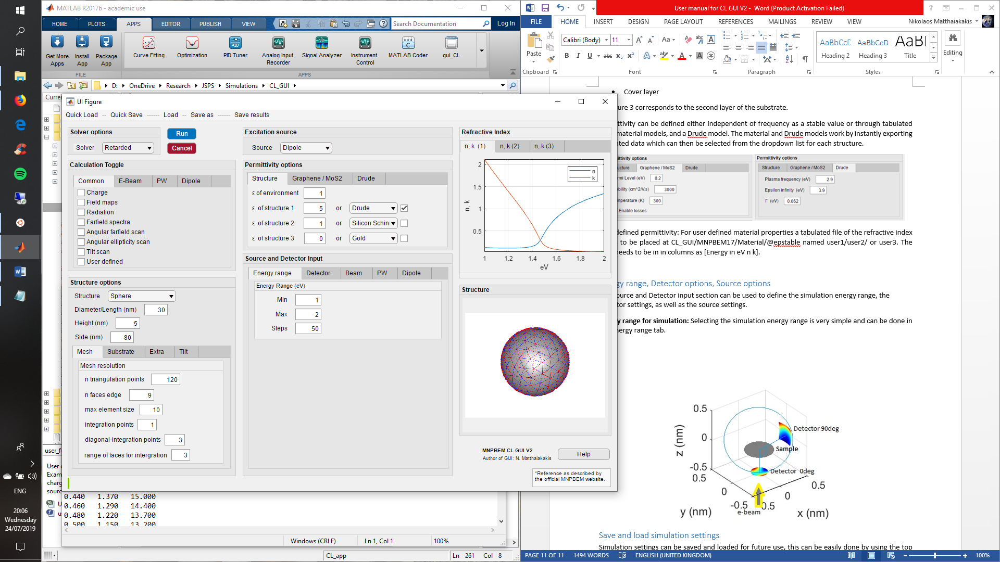 MATLAB R2017b - academic use
HOME PLOTS APPS EDITOR PUBLISH VIEW
Search Documentation
Log In
Get More Apps
Install App
Package App
Curve Fitting
Optimization
PID Tuner
Analog Input Recorder
Signal Analyzer
Instrument Control
MATLAB Coder
gui_CL
FILE
APPS
D: OneDrive Research JSPS Simulations CL_GUI
UI Figure
Quick Load -- Quick Save ------ Load -- Save as ------ Save results
Solver options
Solver Retarded
Run
Cancel
Calculation Toggle
Common E-Beam PW Dipole
Charge
Field maps
Radiation
Farfield spectra
Angular farfield scan
Angular ellipticity scan
Tilt scan
User defined
Structure options
Structure Sphere
Diameter/Length (nm) 30
Height (nm) 5
Side (nm) 80
Mesh Substrate Extra Tilt
Mesh resolution
n triangulation points 120
n faces edge 9
max element size 10
integration points 1
diagonal-integration points 3
range of faces for intergration 3
Excitation source
Source Dipole
Permittivity options
Structure Graphene / MoS2 Drude
ε of environment 1
ε of structure 1 5 or Drude
ε of structure 2 1 or Silicon Schin
ε of structure 3 0 or Gold
Source and Detector Input
Energy range Detector Beam PW Dipole
Energy Range (eV)
Min 1
Max 2
Steps 50
Refractive Index
n, k (1) n, k (2) n, k (3)
n, k
n
k
2
1.5
1
0.5
1 1.2 1.4 1.6 1.8 2
eV
Structure
MNPBEM CL GUI V2
Author of GUI: N. Matthaiakakis
Help
*Reference as described by
the official MNPBEM website.
0.440 1.370 15.000
0.460 1.290 14.400
0.480 1.220 13.700
0.500 1.150 13.200
Windows (CRLF) Ln 1, Col 1 100%
CL_app Ln 261 Col 8
ENG
20:06
Wednesday
24/07/2019
User manual for CL GUI V2 - Word (Product Activation Failed)
FILE HOME INSERT DESIGN PAGE LAYOUT REFERENCES MAILINGS REVIEW VIEW
Nikolaos Matthaiakakis
Paste
Calibri (Body) 11
AaBbCcD AaBbCcD AaBl
Heading 2 Heading 3 Title
Editing
Clipboard Font Paragraph Styles
• Cover layer
ure 3 corresponds to the second layer of the substrate.
ttivity can be defined either independent of frequency as a stable value or through tabulated
material models, and a Drude model. The material and Drude models work by instantly exporting
ted data which can then be selected from the dropdown list for each structure.
ittivity options
ucture Graphene / MoS2 Drude
rmi Level (eV) 0.2
bility (cm^2/V.s) 3000
mperature (K) 300
Enable losses
Permittivity options
Structure Graphene / MoS2 Drude
Plasma frequency (eV) 2.9
Epsilon infinity (eV) 3.9
Γ (eV) 0.062
defined permittivity: For user defined material properties a tabulated file of the refractive index
to be placed at CL_GUI/MNPBEM17/Material/@epstable named user1/user2/ or user3. The
needs to be in in columns as [Energy in eV n k].
gy range, Detector options, Source options
ource and Detector input section can be used to define the simulation energy range, the
tor settings, as well as the source settings.
y range for simulation: Selecting the simulation energy range is very simple and can be done in
nergy range tab.
0.5
0
-0.5
z (nm)
Detector 90deg
Sample
Detector 0deg
0.5
0
-0.5
y (nm)
0.5
0
0.5
x (nm)
e-beam
Save and load simulation settings
Simulation settings can be saved and loaded for future use, this can be easily done by using the top
PAGE 11 OF 11 1494 WORDS ENGLISH (UNITED KINGDOM) 100%